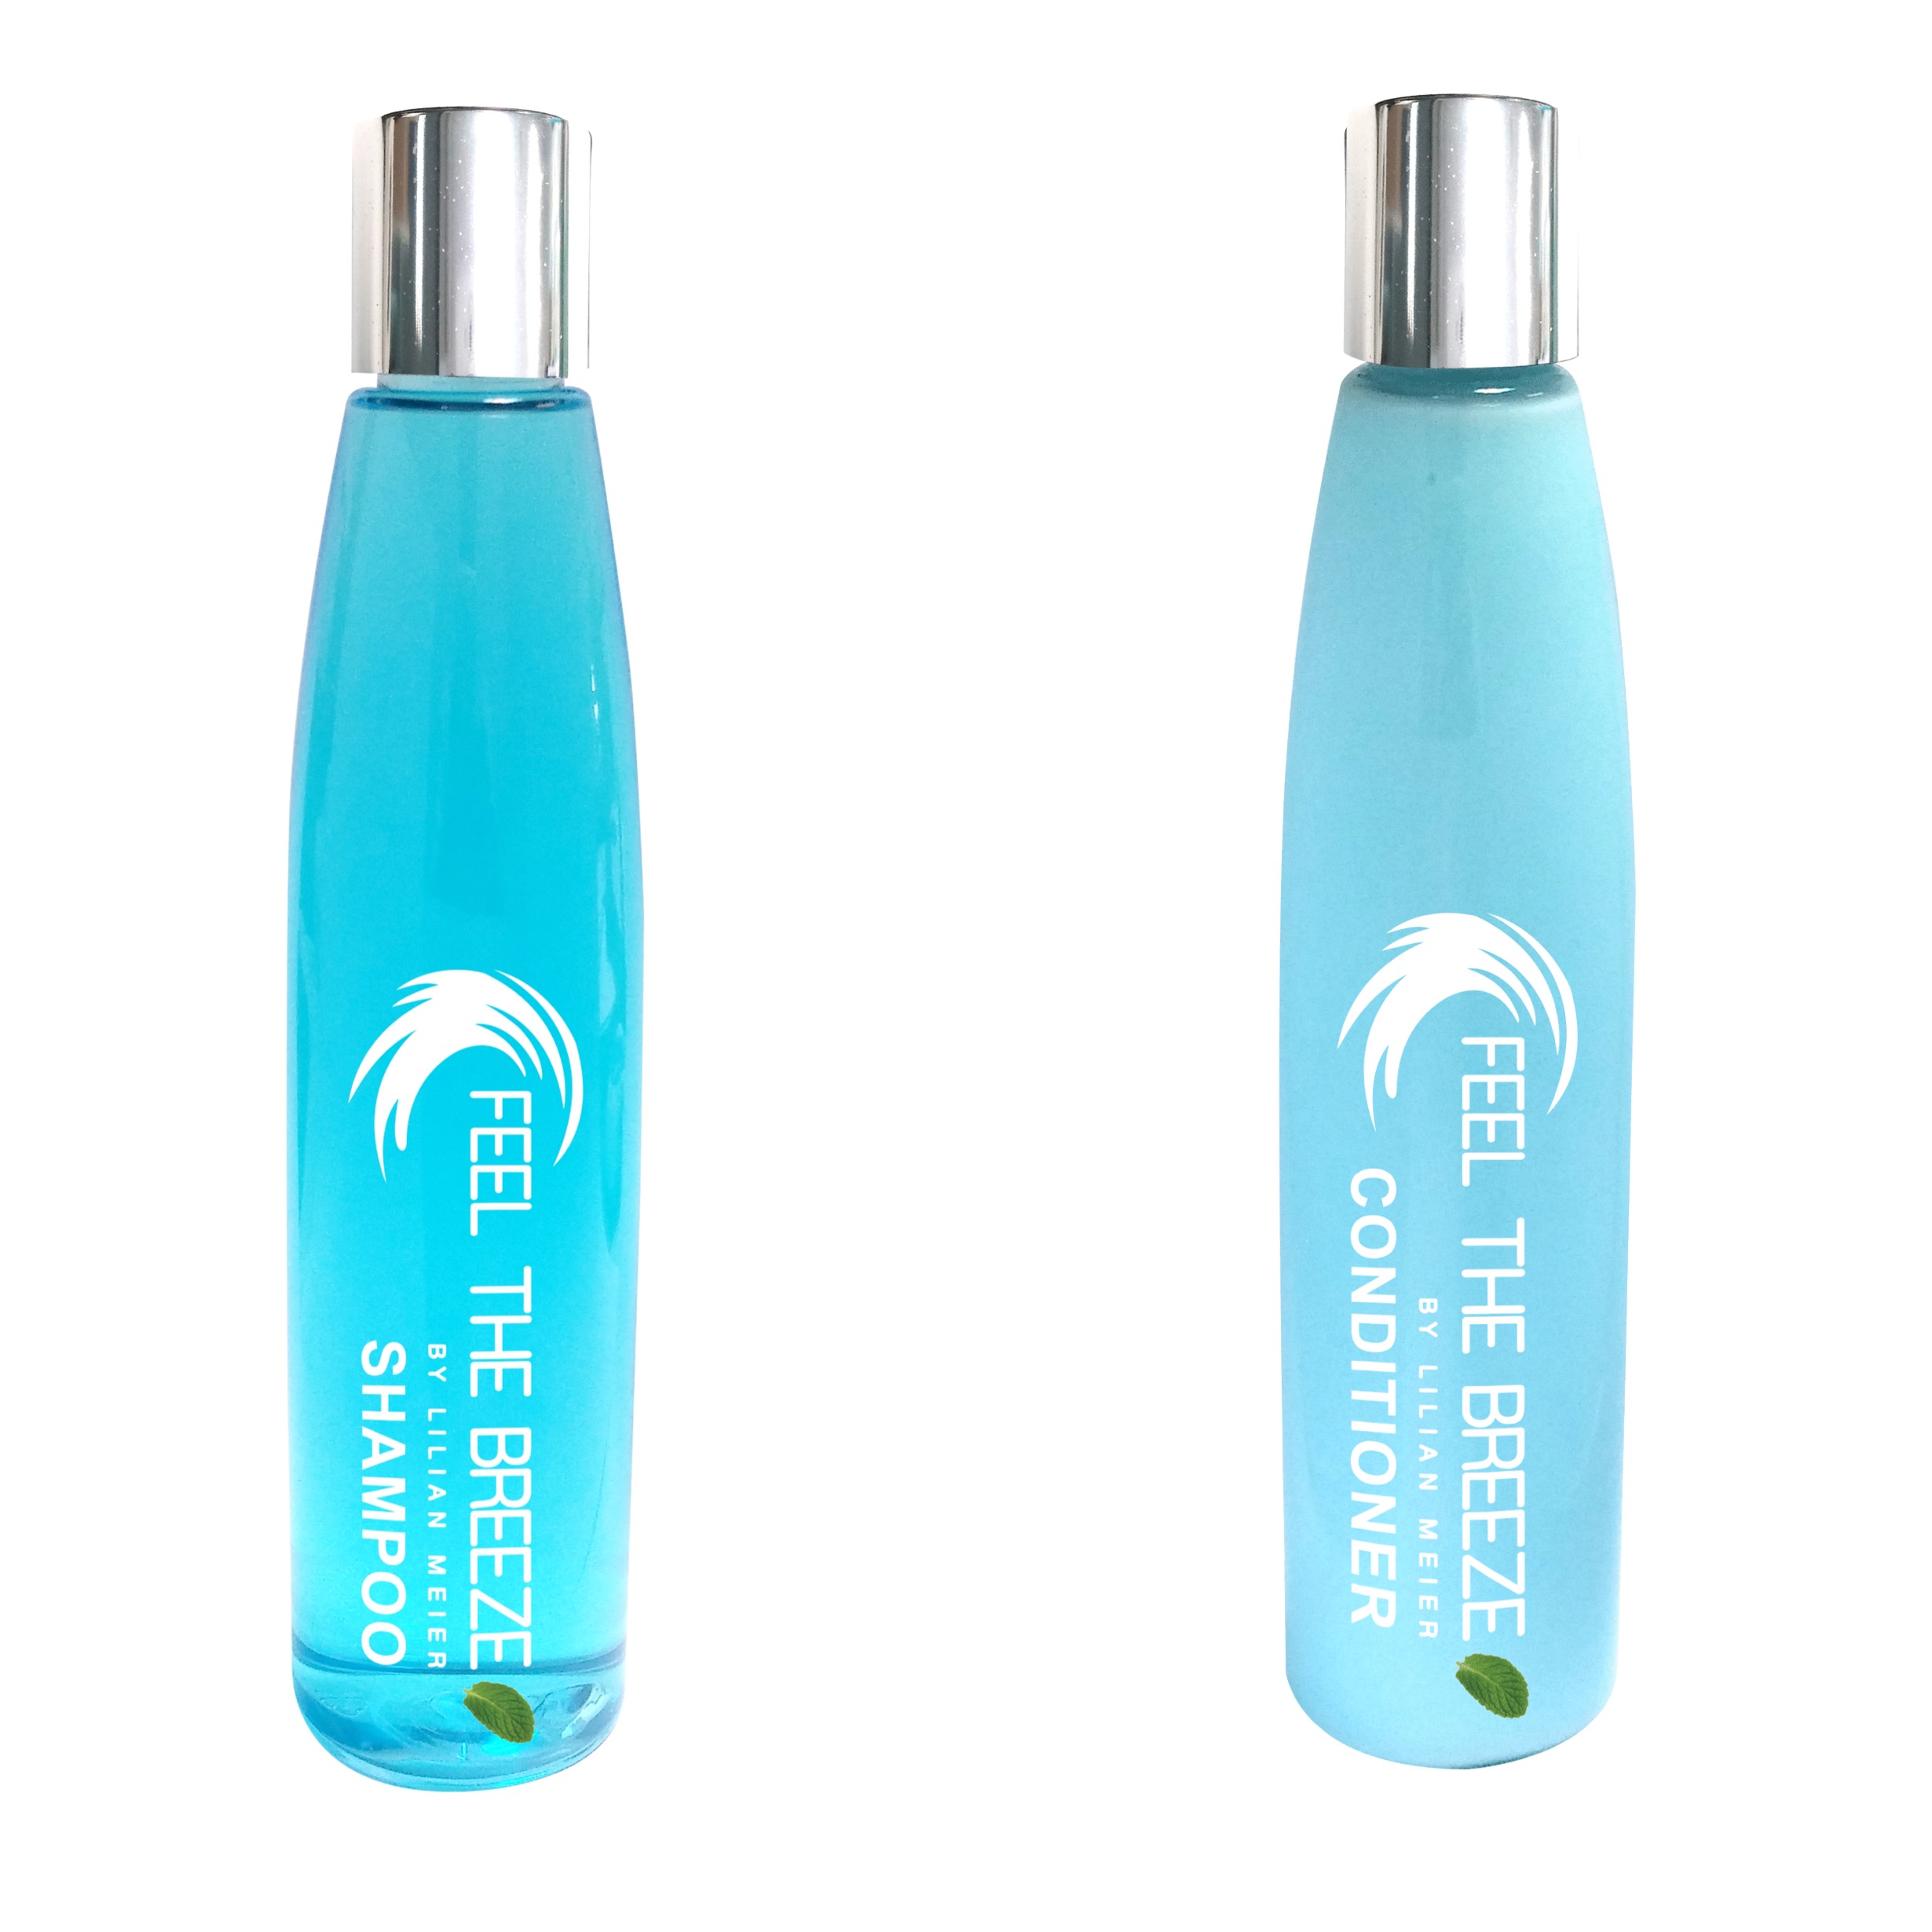 FEEL THE BREEZE
BY LILIAN MEIER
SHAMPOO
FEEL THE BREEZE
BY LILIAN MEIER
CONDITIONER